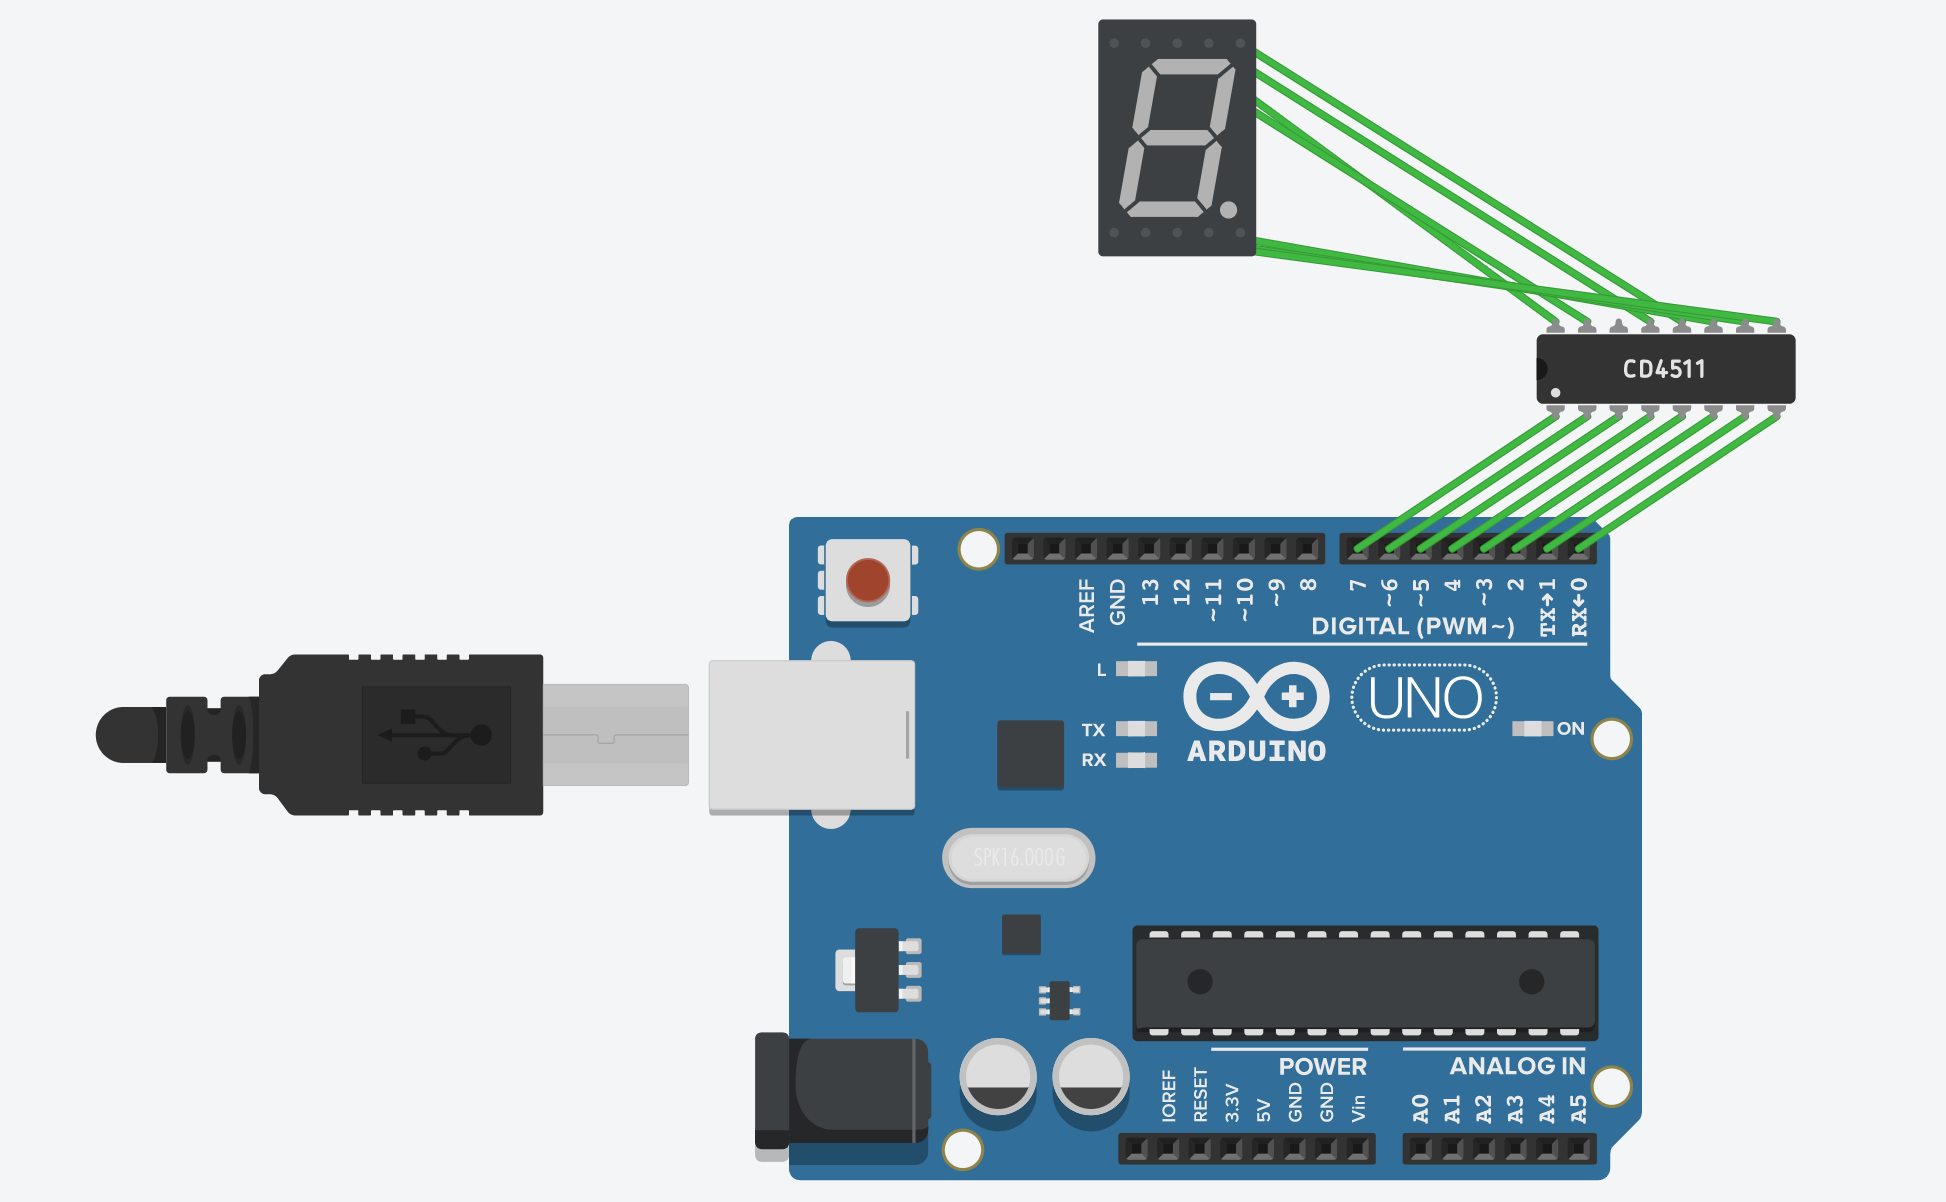 CD4511
AREF
GND
13
12
~11
~10
~9
8
7
~6
~5
4
~3
2
TX→1
RX←0
DIGITAL (PWM~)
L
TX
RX
ARDUINO
UNO
ON
SPK16.000G
POWER
ANALOG IN
IOREF
RESET
3.3V
5V
GND
GND
Vin
A0
A1
A2
A3
A4
A5